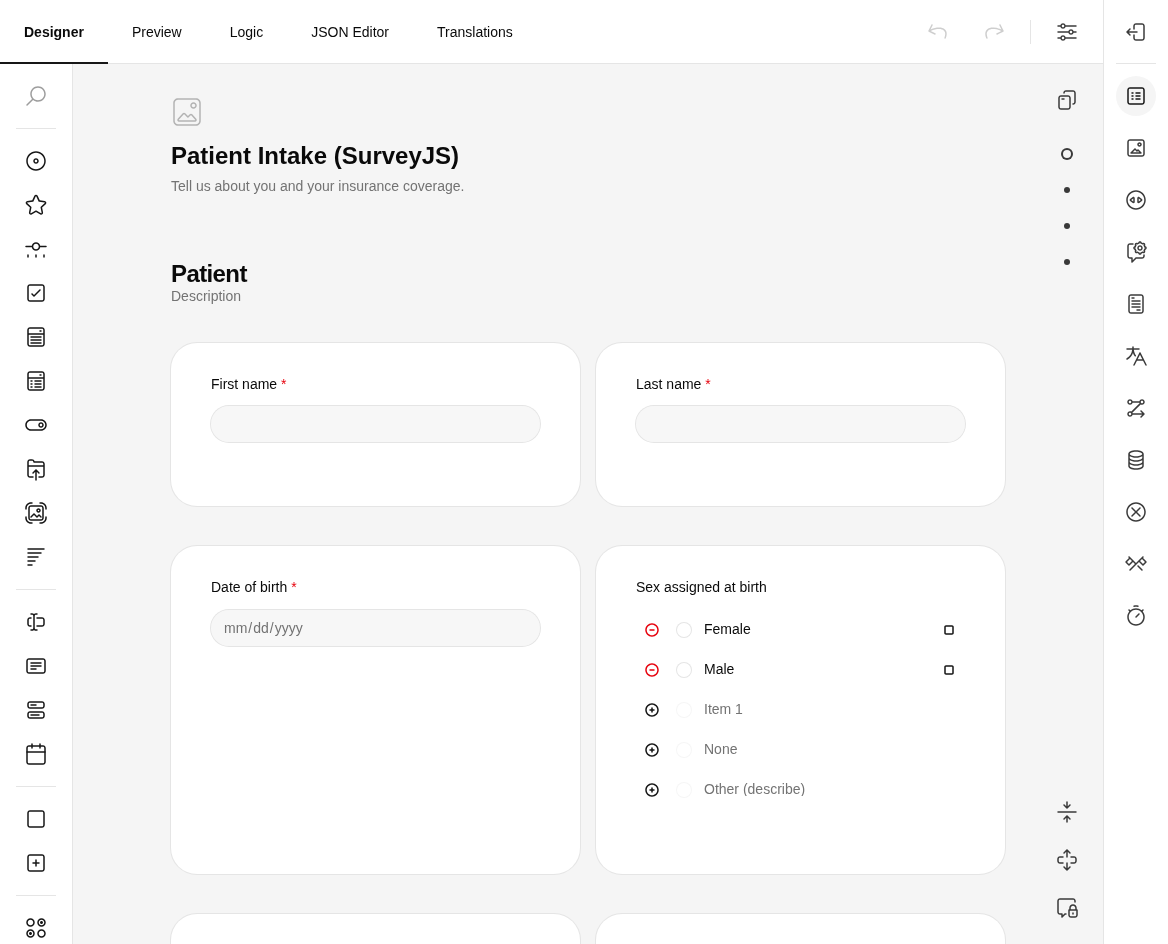 Designer
Preview
Logic
JSON Editor
Translations
Patient Intake (SurveyJS)
Tell us about you and your insurance coverage.
Patient
Description
First name *
Last name *
Date of birth *
mm/dd/yyyy
Sex assigned at birth
Female
Male
Item 1
None
Other (describe)